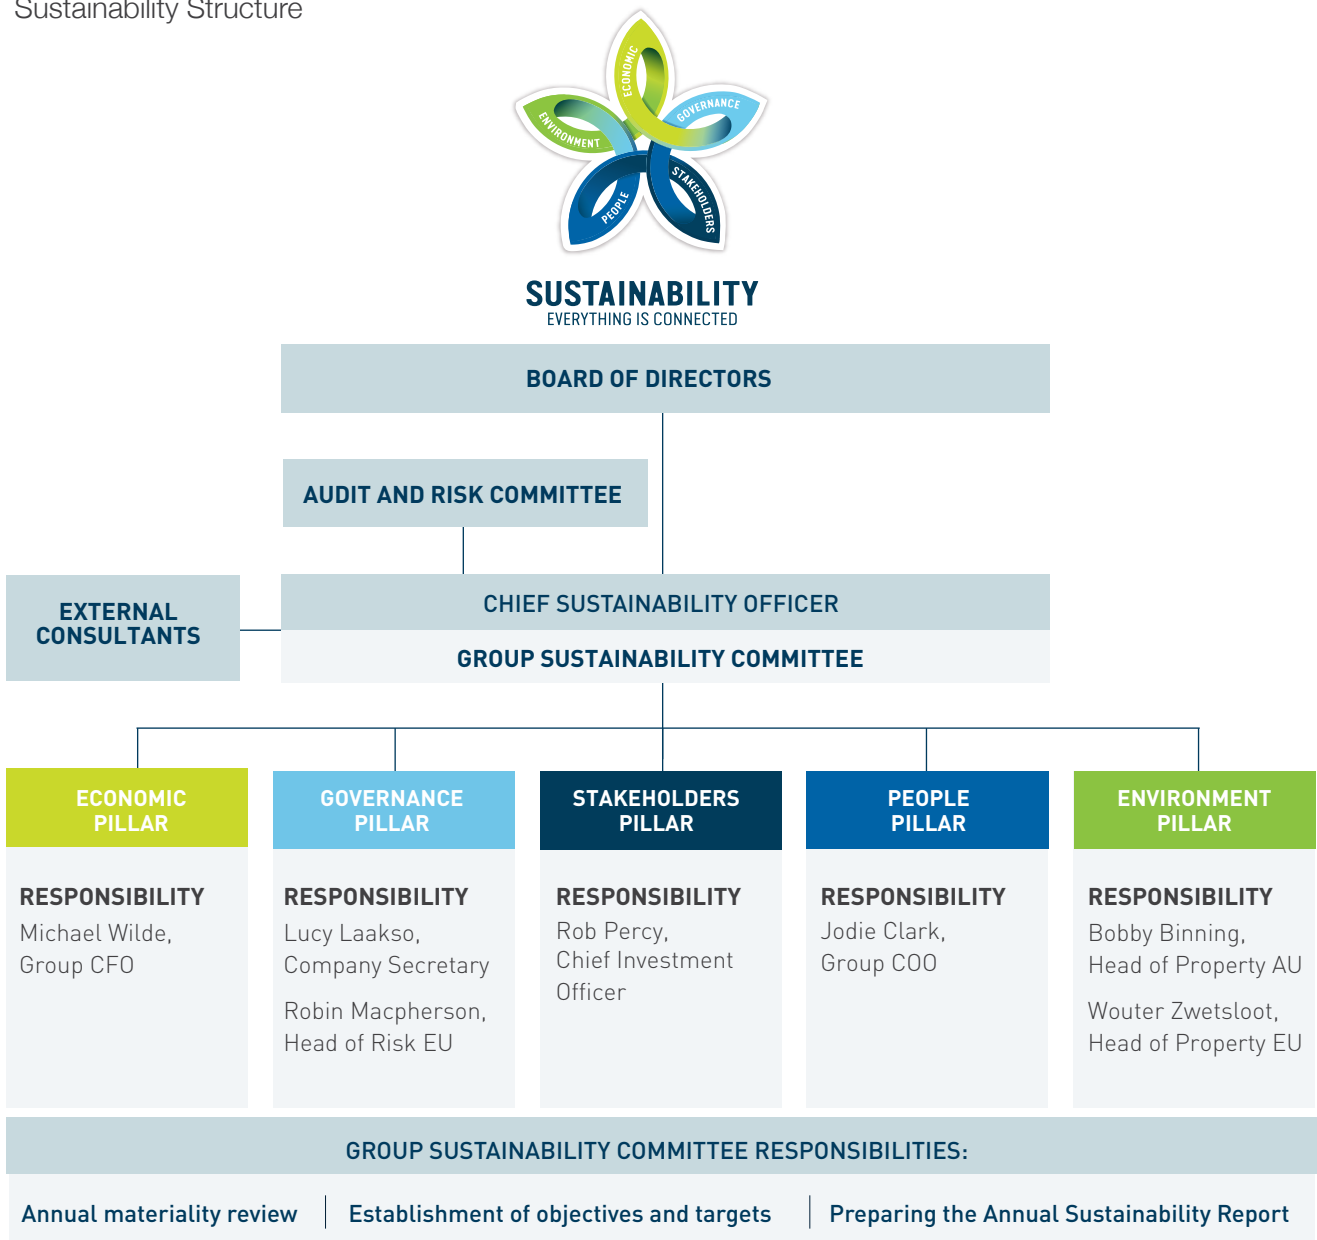 Sustainability Structure
ECONOMIC
GOVERNANCE
ENVIRONMENT
STAKEHOLDERS
PEOPLE
SUSTAINABILITY
EVERYTHING IS CONNECTED
BOARD OF DIRECTORS
AUDIT AND RISK COMMITTEE
EXTERNAL
CONSULTANTS
CHIEF SUSTAINABILITY OFFICER
GROUP SUSTAINABILITY COMMITTEE
ECONOMIC
PILLAR
RESPONSIBILITY
Michael Wilde,
Group CFO
GOVERNANCE
PILLAR
RESPONSIBILITY
Lucy Laakso,
Company Secretary
Robin Macpherson,
Head of Risk EU
STAKEHOLDERS
PILLAR
RESPONSIBILITY
Rob Percy,
Chief Investment
Officer
PEOPLE
PILLAR
RESPONSIBILITY
Jodie Clark,
Group COO
ENVIRONMENT
PILLAR
RESPONSIBILITY
Bobby Binning,
Head of Property AU
Wouter Zwetsloot,
Head of Property EU
GROUP SUSTAINABILITY COMMITTEE RESPONSIBILITIES:
Annual materiality review
Establishment of objectives and targets
Preparing the Annual Sustainability Report